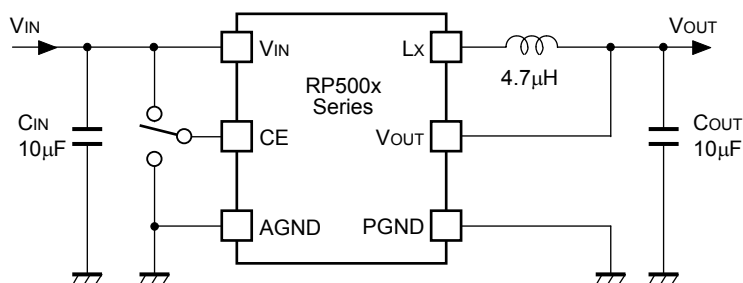 VIN
VOUT
VIN
LX
RP500x
Series
4.7µH
CIN
10µF
CE
VOUT
COUT
10µF
AGND
PGND